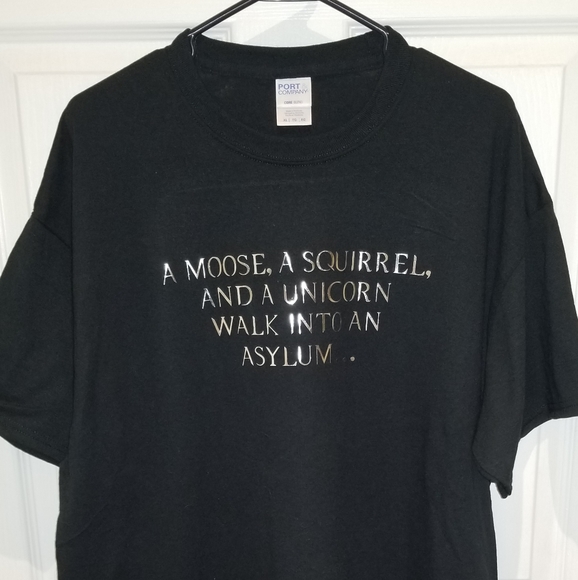 PORT
COMPANY
A MOOSE, A SQUIRREL,
AND A UNICORN
WALK INTO AN
ASYLUM...